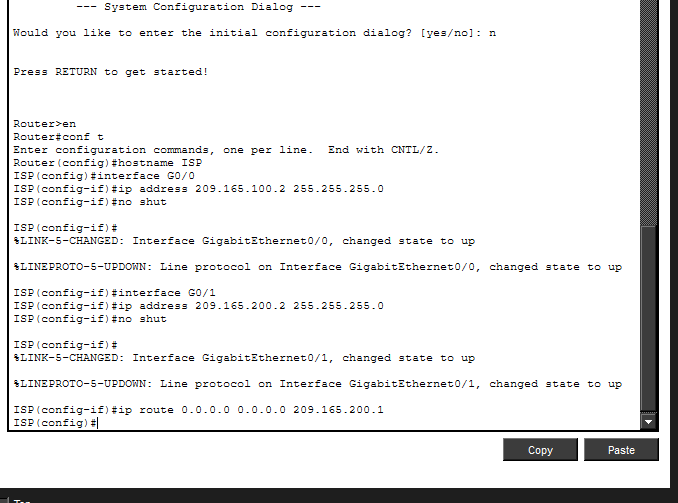 --- System Configuration Dialog ---
Would you like to enter the initial configuration dialog? [yes/no]: n
Press RETURN to get started!
Router>en
Router#conf t
Enter configuration commands, one per line.  End with CNTL/Z.
Router(config)#hostname ISP
ISP(config)#interface G0/0
ISP(config-if)#ip address 209.165.100.2 255.255.255.0
ISP(config-if)#no shut
ISP(config-if)#
%LINK-5-CHANGED: Interface GigabitEthernet0/0, changed state to up
%LINEPROTO-5-UPDOWN: Line protocol on Interface GigabitEthernet0/0, changed state to up
ISP(config-if)#interface G0/1
ISP(config-if)#ip address 209.165.200.2 255.255.255.0
ISP(config-if)#no shut
ISP(config-if)#
%LINK-5-CHANGED: Interface GigabitEthernet0/1, changed state to up
%LINEPROTO-5-UPDOWN: Line protocol on Interface GigabitEthernet0/1, changed state to up
ISP(config-if)#ip route 0.0.0.0 0.0.0.0 209.165.200.1
ISP(config)#
Copy Paste